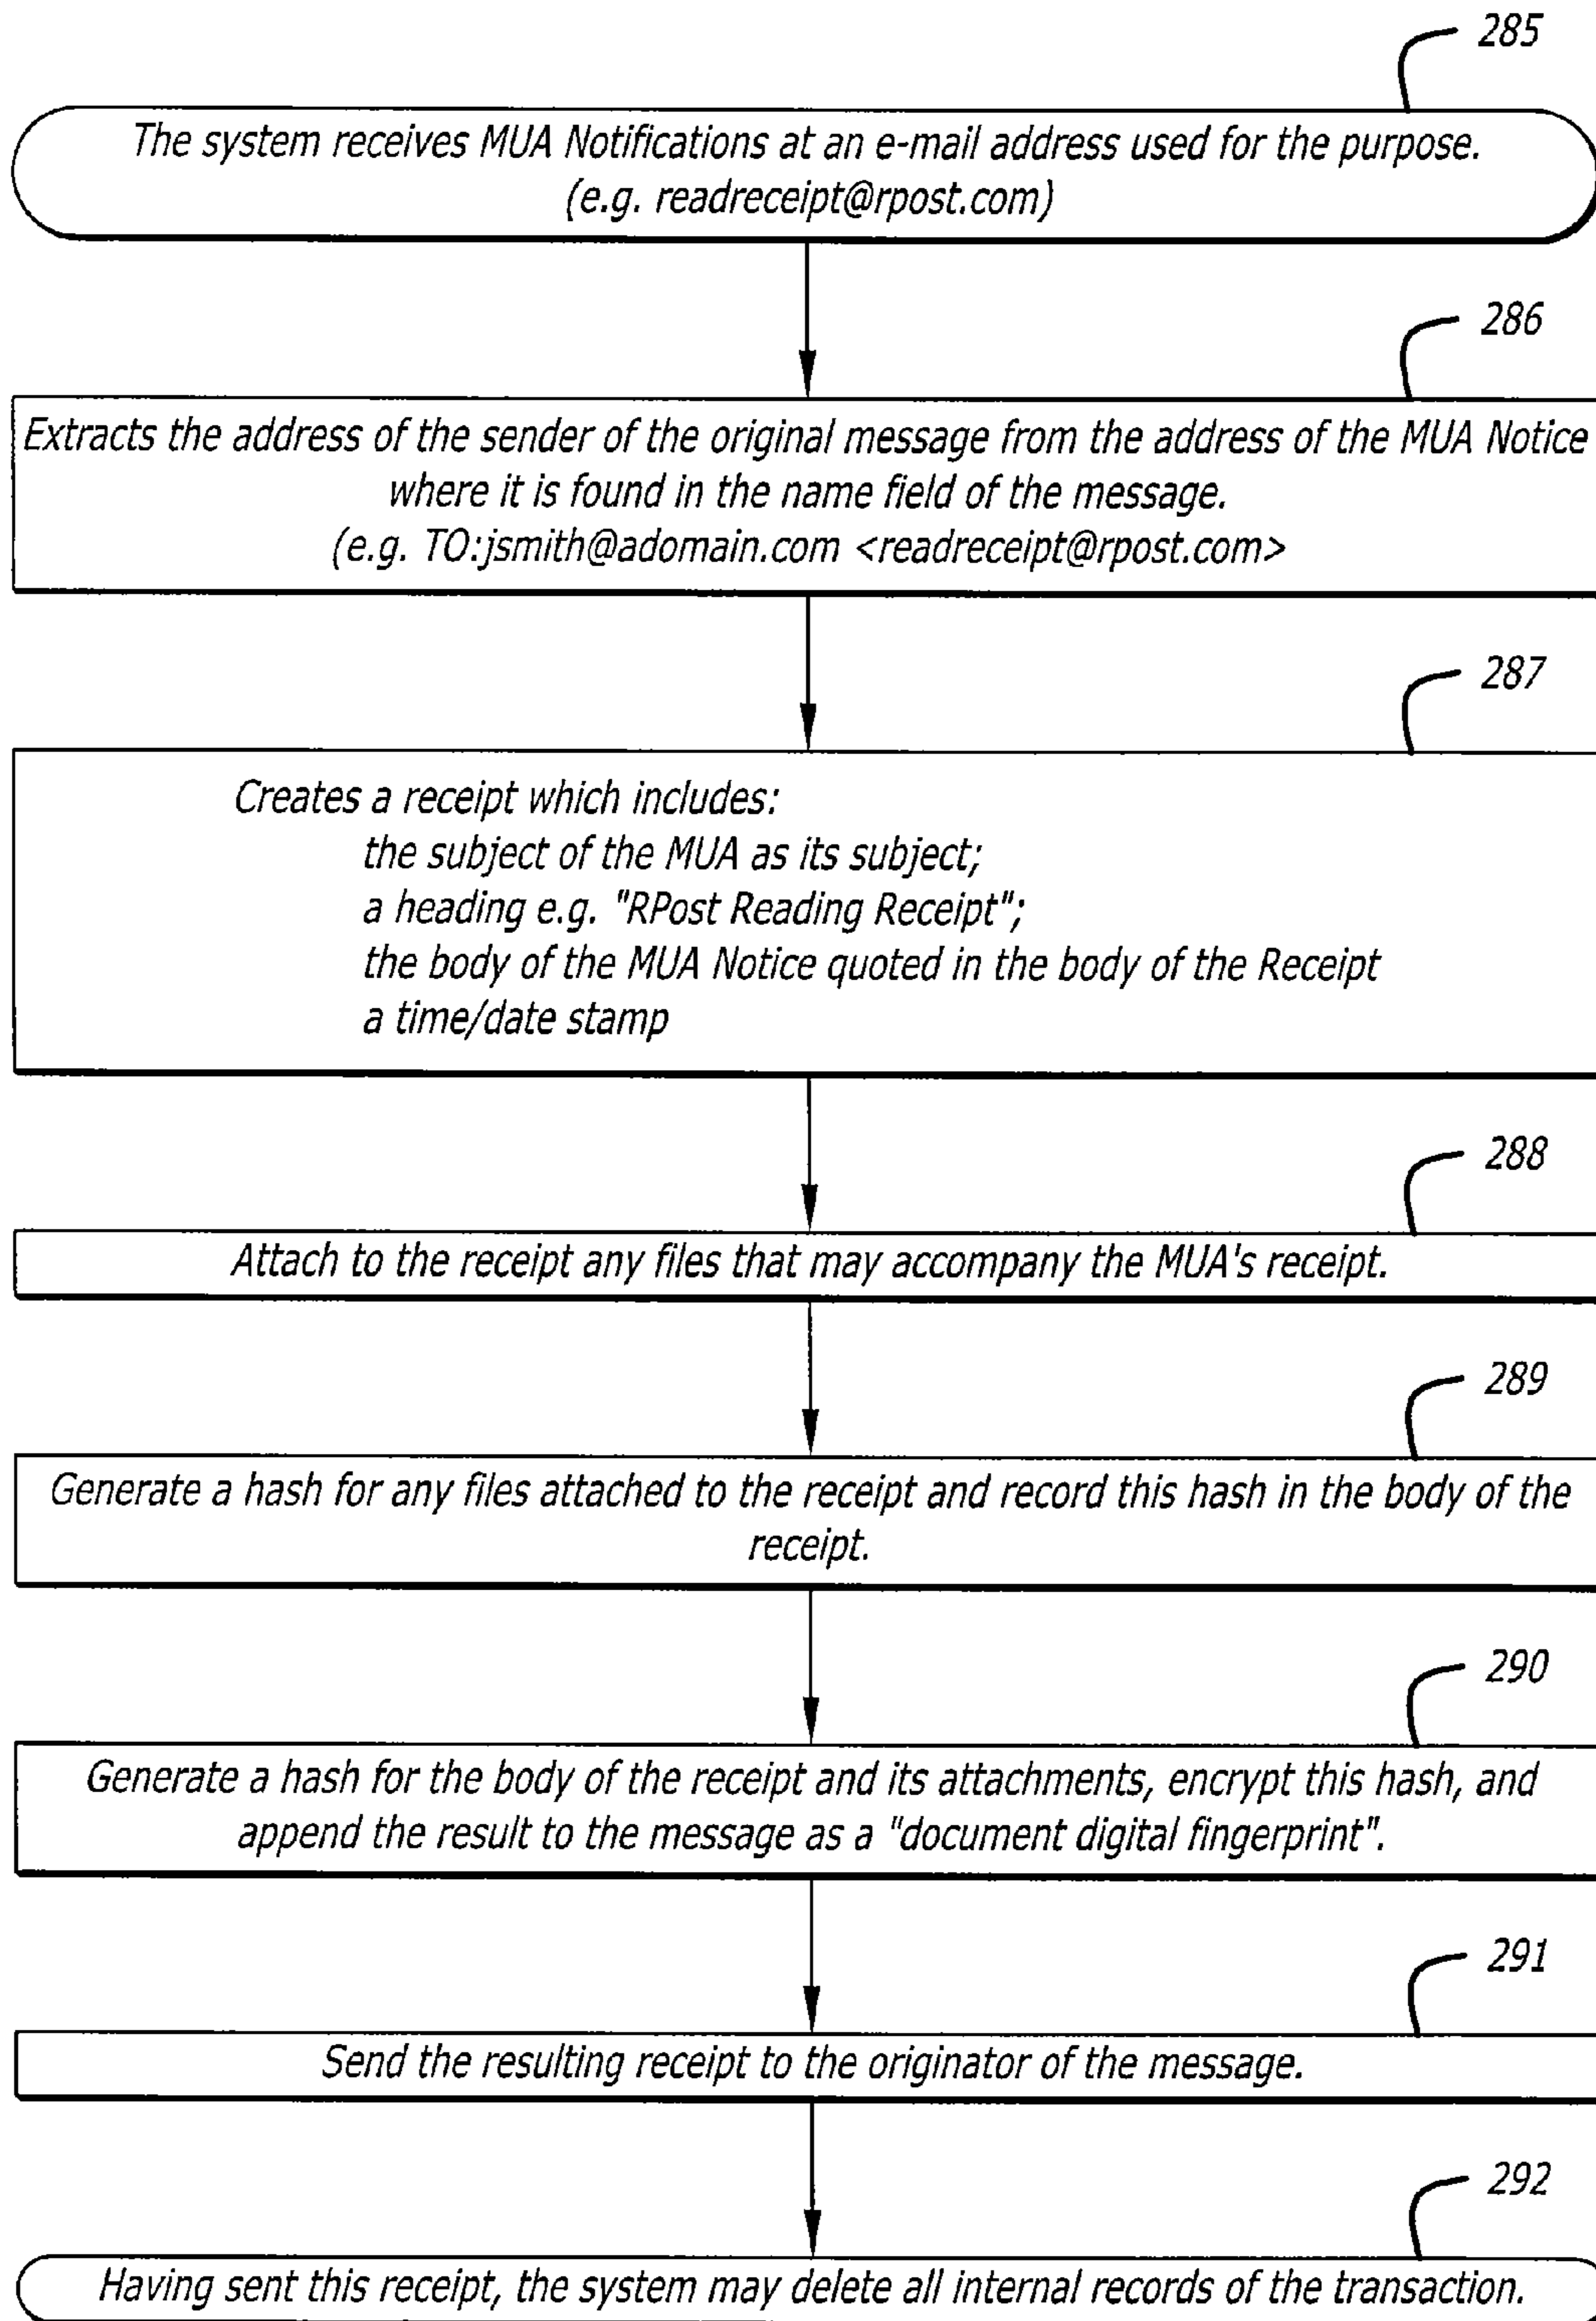 285
The system receives MUA Notifications at an e-mail address used for the purpose.
(e.g. readreceipt@rpost.com)
286
Extracts the address of the sender of the original message from the address of the MUA Notice
where it is found in the name field of the message.
(e.g. TO:jsmith@adomain.com <readreceipt@rpost.com>
287
Creates a receipt which includes:
the subject of the MUA as its subject;
a heading e.g. "RPost Reading Receipt";
the body of the MUA Notice quoted in the body of the Receipt
a time/date stamp
288
Attach to the receipt any files that may accompany the MUA's receipt.
289
Generate a hash for any files attached to the receipt and record this hash in the body of the
receipt.
290
Generate a hash for the body of the receipt and its attachments, encrypt this hash, and
append the result to the message as a "document digital fingerprint".
291
Send the resulting receipt to the originator of the message.
292
Having sent this receipt, the system may delete all internal records of the transaction.